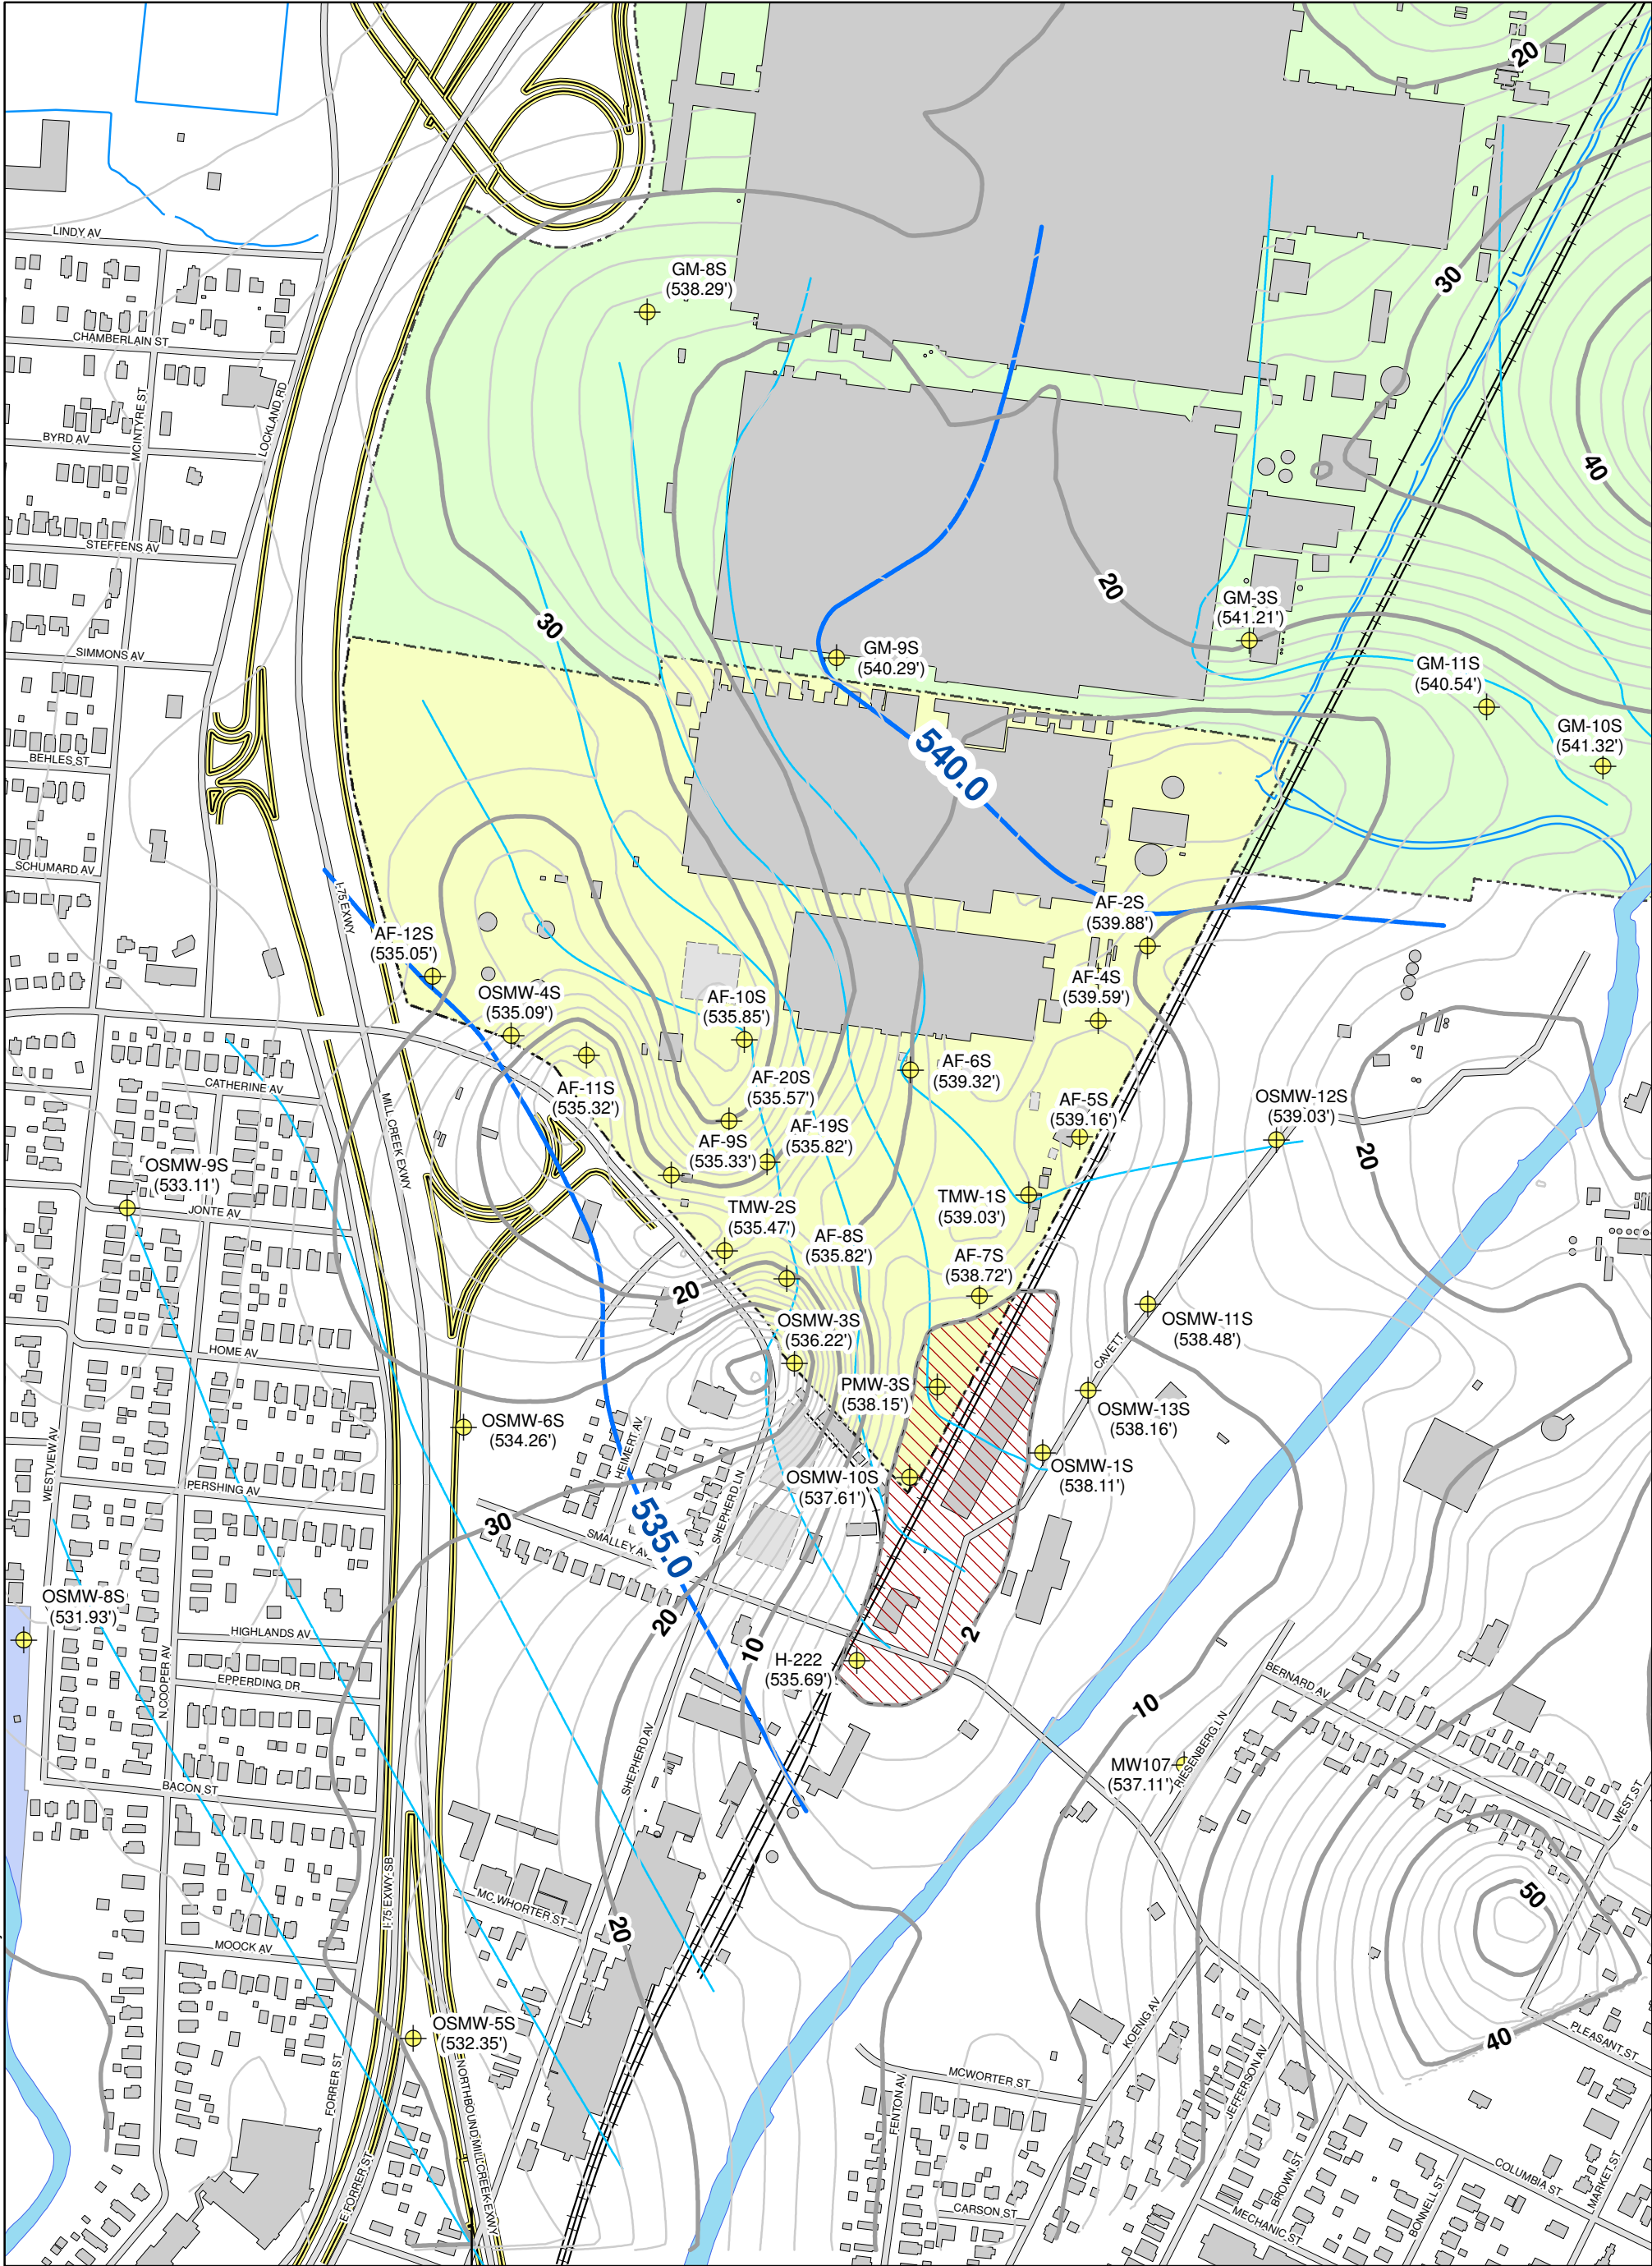 20
LINDY AV
GM-8S
(538.29')
30
CHAMBERLAIN ST
MCINTYRE ST
LOCKLAND RD
BYRD AV
40
STEFFENS AV
20
GM-3S
(541.21')
30
SIMMONS AV
GM-9S
(540.29')
GM-11S
(540.54')
GM-10S
(541.32')
540.0
BEHLES ST
SCHUMARD AV
I-75 EXWY
AF-12S
(535.05')
AF-2S
(539.88')
OSMW-4S
(535.09')
AF-10S
(535.85')
AF-4S
(539.59')
AF-6S
(539.32')
AF-20S
(535.57')
AF-11S
(535.32')
CATHERINE AV
MILL CREEK EXWY
AF-5S
(539.16')
OSMW-12S
(539.03')
AF-9S
(535.33')
AF-19S
(535.82')
20
OSMW-9S
(533.11')
JONTE AV
TMW-2S
(535.47')
TMW-1S
(539.03')
AF-8S
(535.82')
AF-7S
(538.72')
20
OSMW-3S
(536.22')
OSMW-11S
(538.48')
HOME AV
CAVETT
PMW-3S
(538.15')
OSMW-13S
(538.16')
OSMW-6S
(534.26')
WESTVIEW AV
HEIMERT AV
OSMW-1S
(538.11')
OSMW-10S
(537.61')
PERSHING AV
SHEPHERD LN
30
535.0
SMALLEY AV
OSMW-8S
(531.93')
20
10
2
HIGHLANDS AV
N COOPER AV
EPPERDING DR
H-222
(535.69')
BERNARD AV
10
RIESENBERG LN
MW107
(537.11')
SHEPHERD AV
BACON ST
WEST ST
I-75 EXWY SB
50
MC WHORTER ST
20
MOOCK AV
OSMW-5S
(532.35')
KOENIG AV
40
PLEASANT ST
FORRER ST
NORTHBOUND MILLCREEK EXWY
MCWORTER ST
FENTON AV
JEFFERSON AV
E FORRER ST
CARSON ST
BROWN ST
MECHANIC ST
BONNELL ST
COLUMBIA ST
MARKET ST